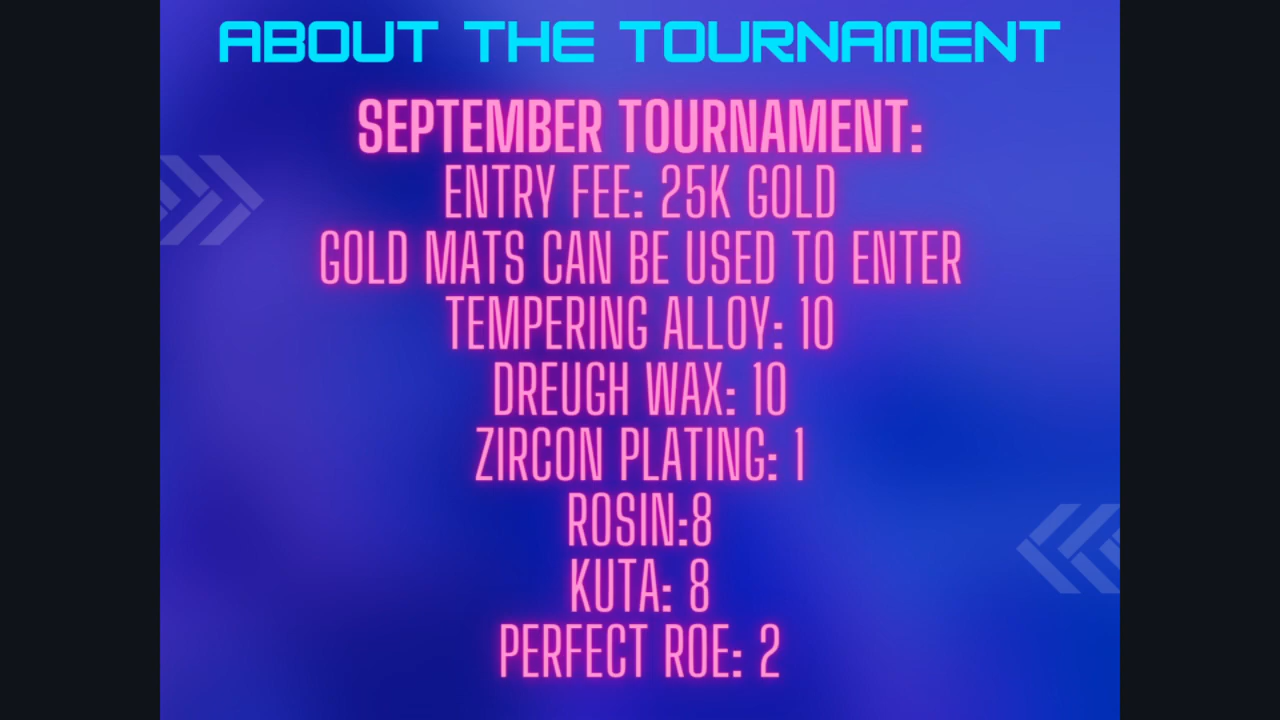 ABOUT THE TOURNAMENT
SEPTEMBER TOURNAMENT:
ENTRY FEE: 25K GOLD
GOLD MATS CAN BE USED TO ENTER
TEMPERING ALLOY: 10
DREUGH WAX: 10
ZIRCON PLATING: 1
ROSIN:8
KUTA: 8
PERFECT ROE: 2